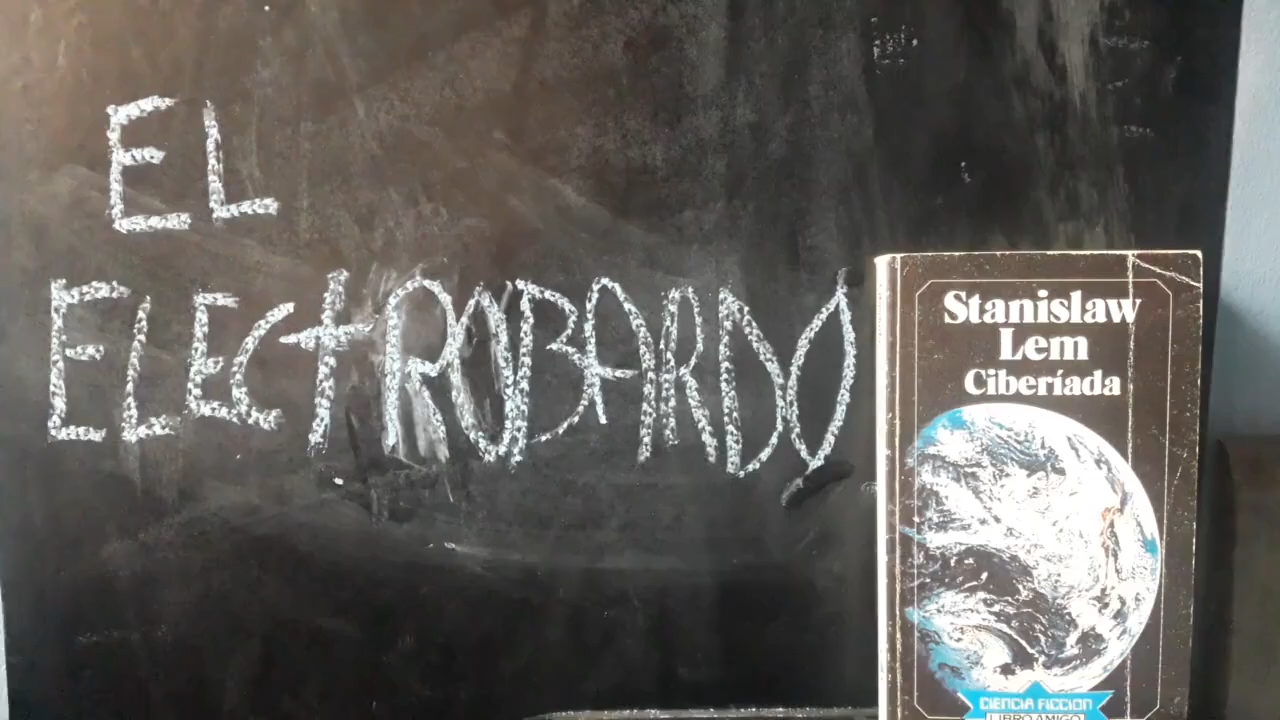 EL
ELECTROBARDO
Stanislaw
Lem
Ciberíada
CIENCIA FICCION
LIBRO AMIGO